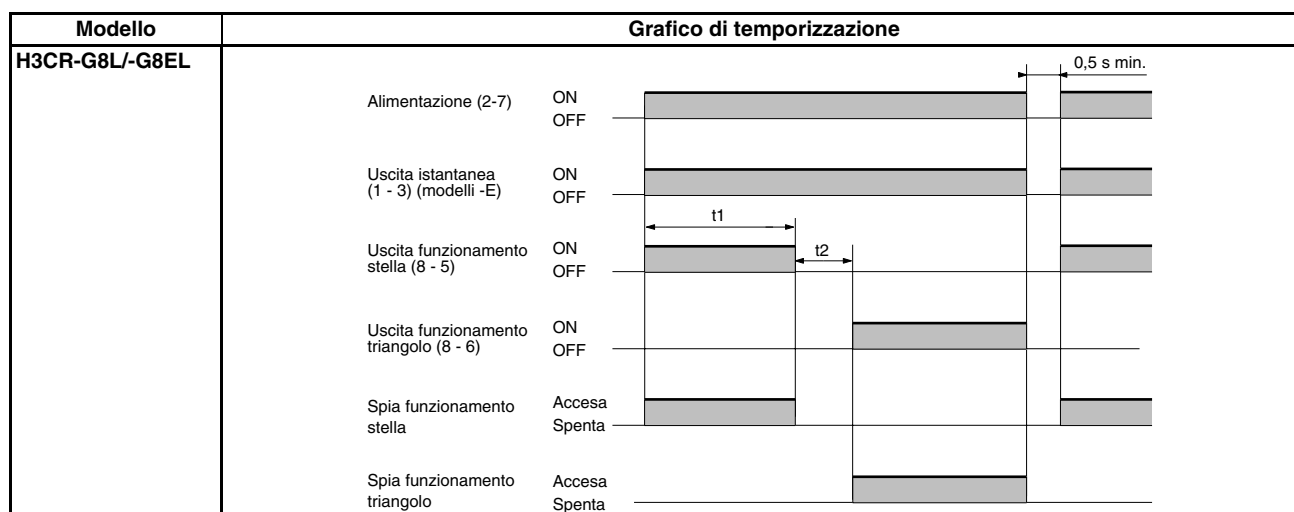 Modello
Grafico di temporizzazione
H3CR-G8L/-G8EL
0,5 s min.
Alimentazione (2-7)
ON
OFF
Uscita istantanea
(1 - 3) (modelli -E)
ON
OFF
t1
Uscita funzionamento
stella (8 - 5)
ON
OFF
t2
Uscita funzionamento
triangolo (8 - 6)
ON
OFF
Spia funzionamento
stella
Accesa
Spenta
Spia funzionamento
triangolo
Accesa
Spenta